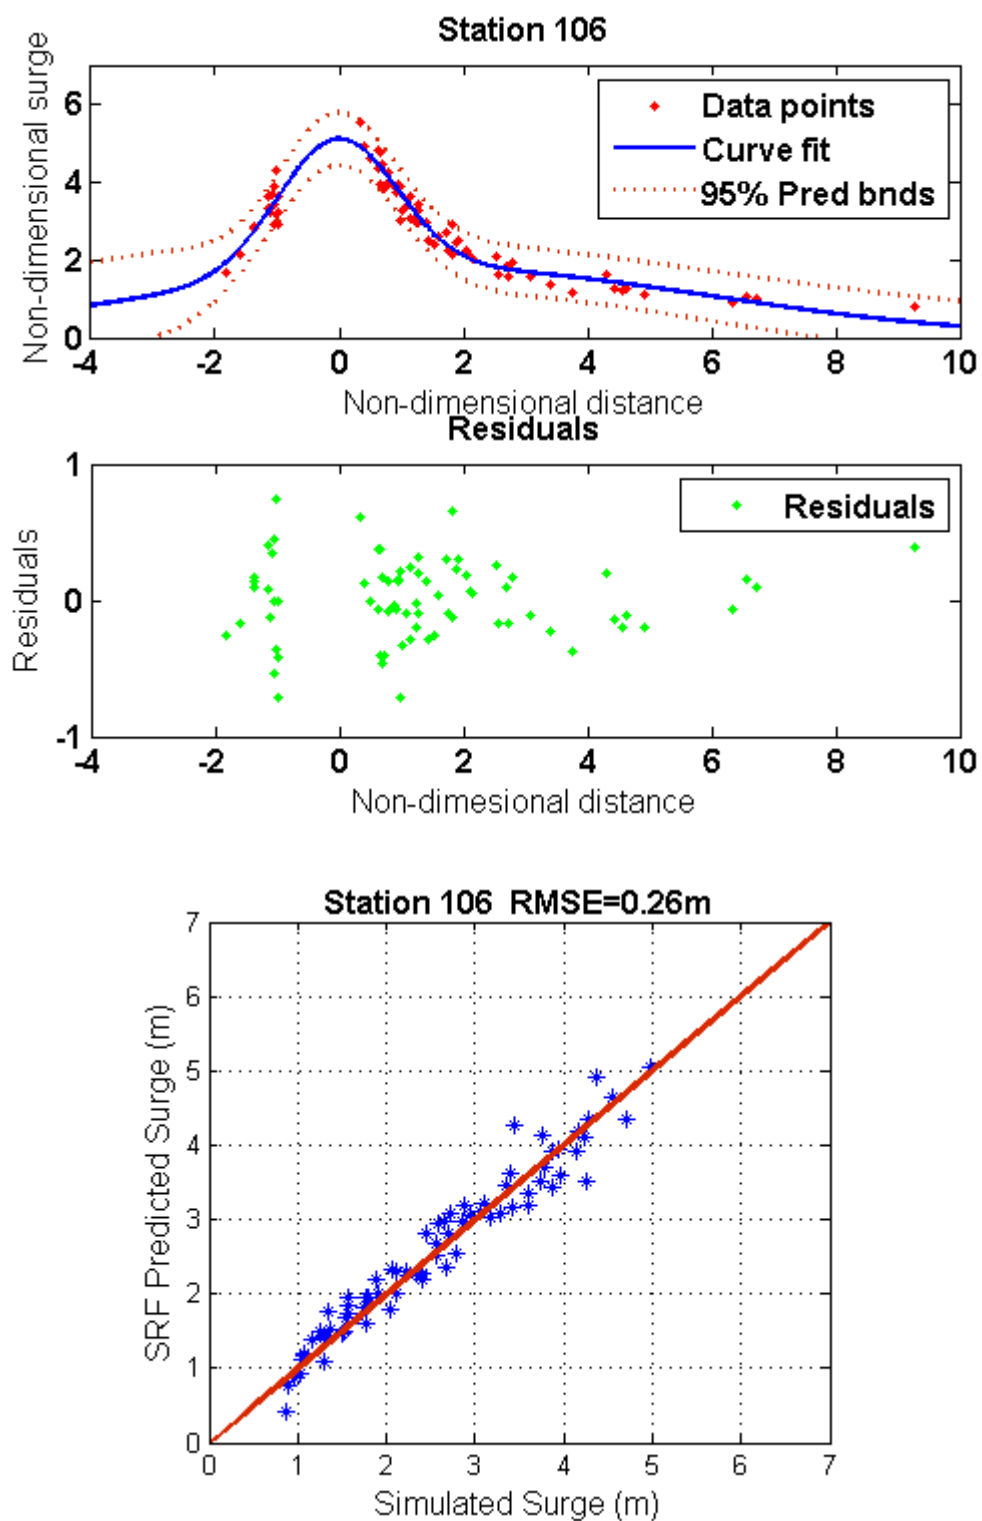 Station 106
Non-dimensional surge
6
4
2
0
Data points
Curve fit
95% Pred bnds
-4 -2 0 2 4 6 8 10
Non-dimensional distance
Residuals
Residuals
1
0
-1
Residuals
-4 -2 0 2 4 6 8 10
Non-dimesional distance
Station 106 RMSE=0.26m
SRF Predicted Surge (m)
7
6
5
4
3
2
1
0
0 1 2 3 4 5 6 7
Simulated Surge (m)